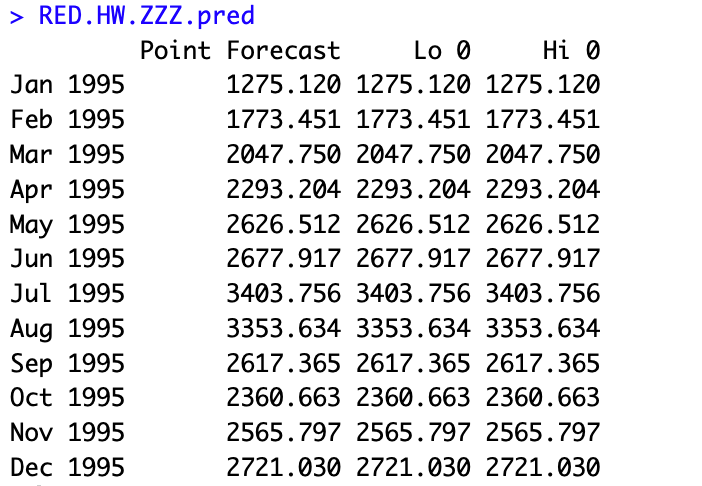 > RED.HW.ZZZ.pred
Point Forecast Lo 0 Hi 0
Jan 1995 1275.120 1275.120 1275.120
Feb 1995 1773.451 1773.451 1773.451
Mar 1995 2047.750 2047.750 2047.750
Apr 1995 2293.204 2293.204 2293.204
May 1995 2626.512 2626.512 2626.512
Jun 1995 2677.917 2677.917 2677.917
Jul 1995 3403.756 3403.756 3403.756
Aug 1995 3353.634 3353.634 3353.634
Sep 1995 2617.365 2617.365 2617.365
Oct 1995 2360.663 2360.663 2360.663
Nov 1995 2565.797 2565.797 2565.797
Dec 1995 2721.030 2721.030 2721.030